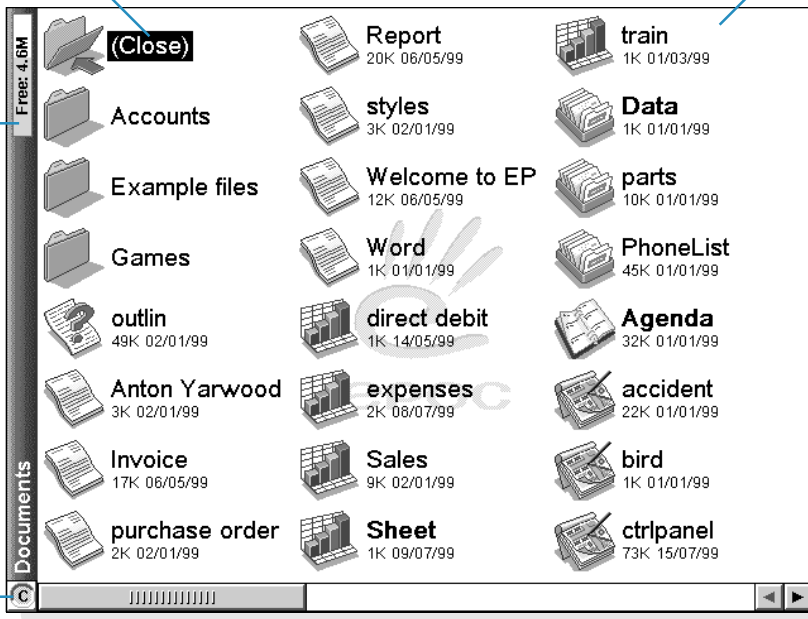 Free: 4.6M
Documents
(Close)
Accounts
Example files
Games
outlin
49K 02/01/99
Anton Yarwood
3K 02/01/99
Invoice
17K 06/05/99
purchase order
2K 02/01/99
Report
20K 06/05/99
styles
3K 02/01/99
Welcome to EP
12K 06/05/99
Word
1K 01/01/99
direct debit
1K 14/05/99
expenses
2K 08/07/99
Sales
9K 02/01/99
Sheet
1K 09/07/99
train
1K 01/03/99
Data
1K 01/01/99
parts
10K 01/01/99
PhoneList
45K 01/01/99
Agenda
32K 01/01/99
accident
22K 01/01/99
bird
1K 01/01/99
ctrlpanel
73K 15/07/99
EPOC
C